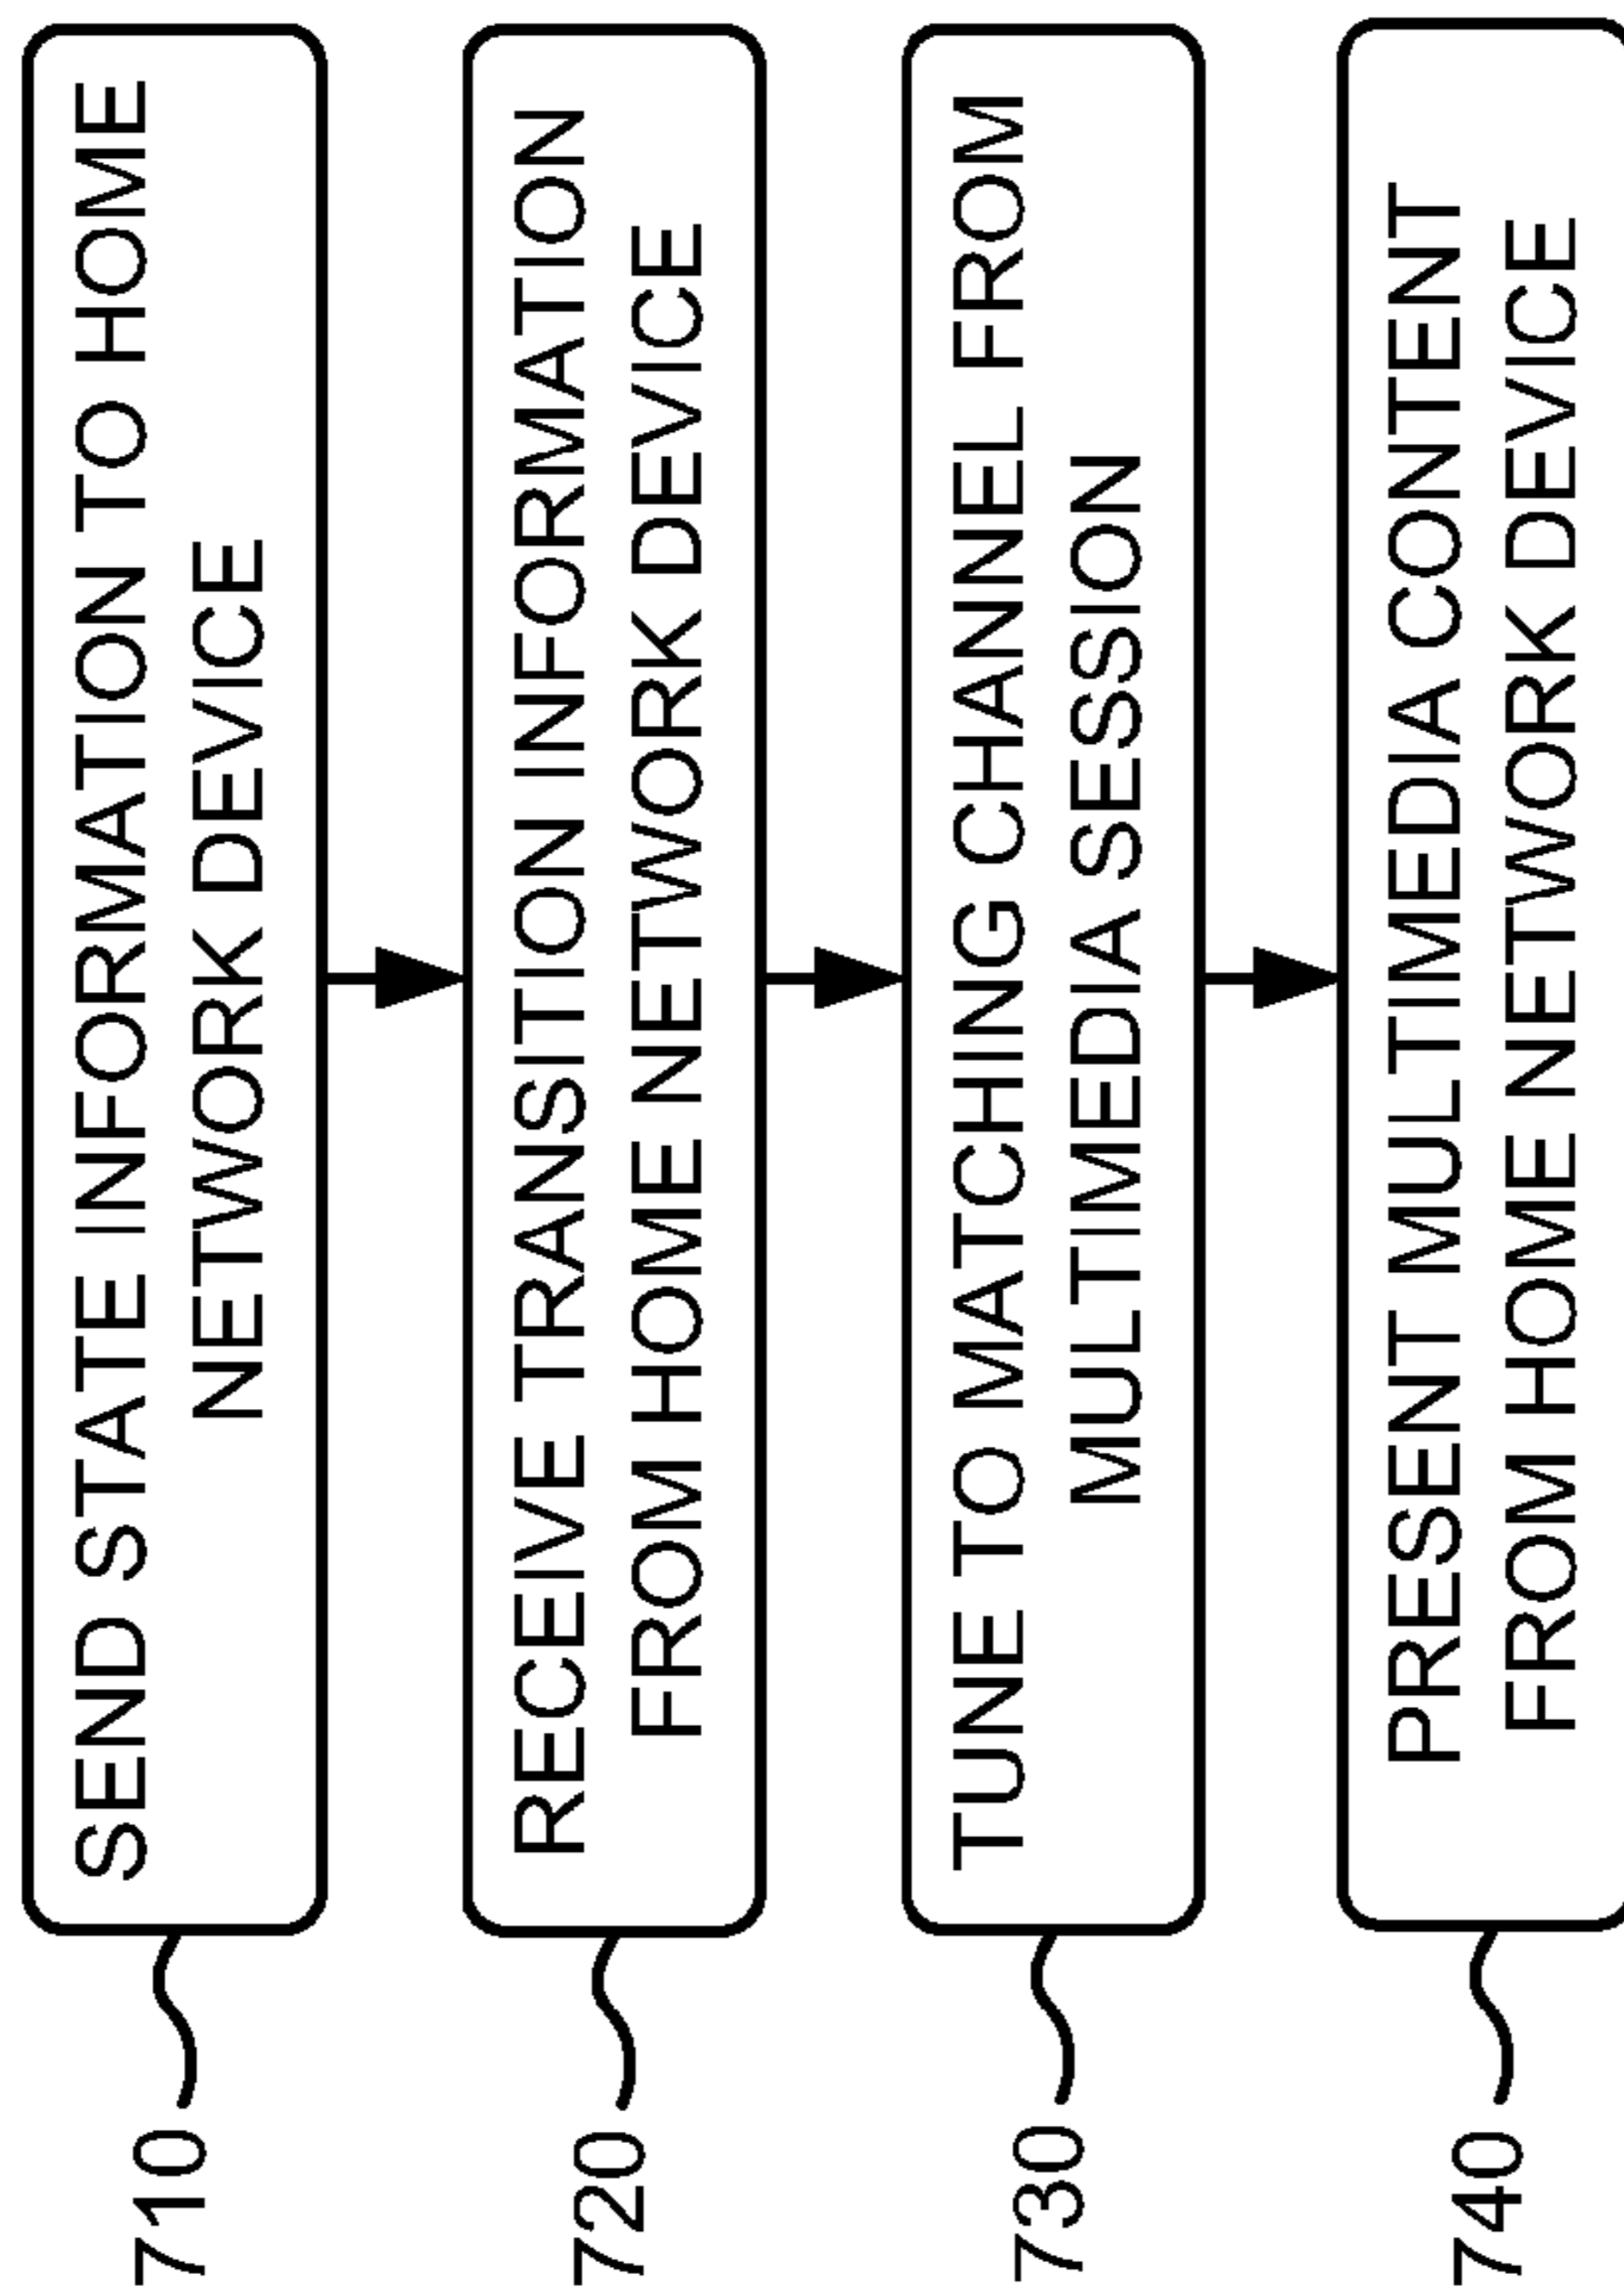 710
SEND STATE INFORMATION TO HOME
NETWORK DEVICE
720
RECEIVE TRANSITION INFORMATION
FROM HOME NETWORK DEVICE
730
TUNE TO MATCHING CHANNEL FROM
MULTIMEDIA SESSION
740
PRESENT MULTIMEDIA CONTENT
FROM HOME NETWORK DEVICE